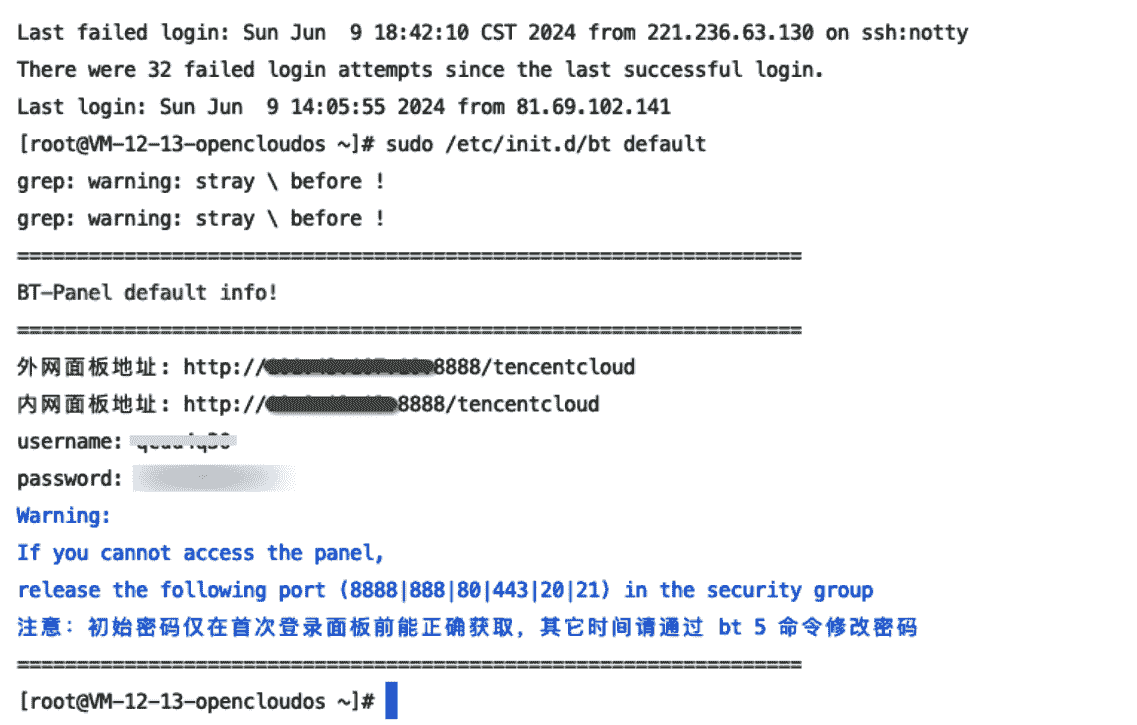 Last failed login: Sun Jun  9 18:42:10 CST 2024 from 221.236.63.130 on ssh:notty
There were 32 failed login attempts since the last successful login.
Last login: Sun Jun  9 14:05:55 2024 from 81.69.102.141
[root@VM-12-13-opencloudos ~]# sudo /etc/init.d/bt default
grep: warning: stray \ before !
grep: warning: stray \ before !
==================================================================
BT-Panel default info!
==================================================================
外网面板地址: http://8888/tencentcloud
内网面板地址: http://8888/tencentcloud
username:
password:
Warning:
If you cannot access the panel,
release the following port (8888|888|80|443|20|21) in the security group
注意：初始密码仅在首次登录面板前能正确获取，其它时间请通过 bt 5 命令修改密码
==================================================================
[root@VM-12-13-opencloudos ~]#